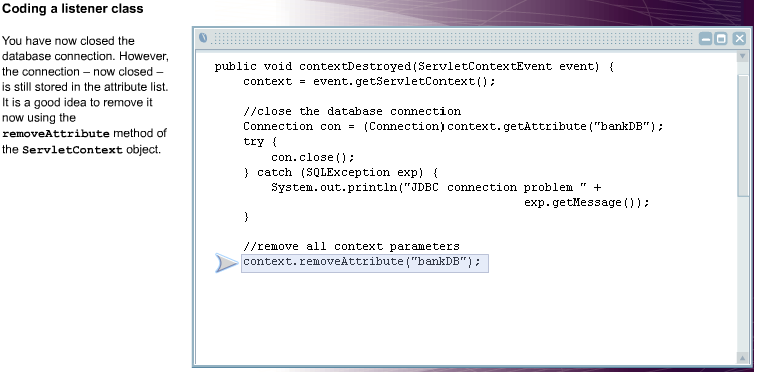 Coding a listener class
You have now closed the
database connection. However,
the connection – now closed –
is still stored in the attribute list.
It is a good idea to remove it
now using the
removeAttribute method of
the ServletContext object.
public void contextDestroyed(ServletContextEvent event) {
context = event.getServletContext();
//close the database connection
Connection con = (Connection)context.getAttribute("bankDB");
try {
con.close();
} catch (SQLException exp) {
System.out.println("JDBC connection problem " +
exp.getMessage());
}
//remove all context parameters
context.removeAttribute("bankDB");